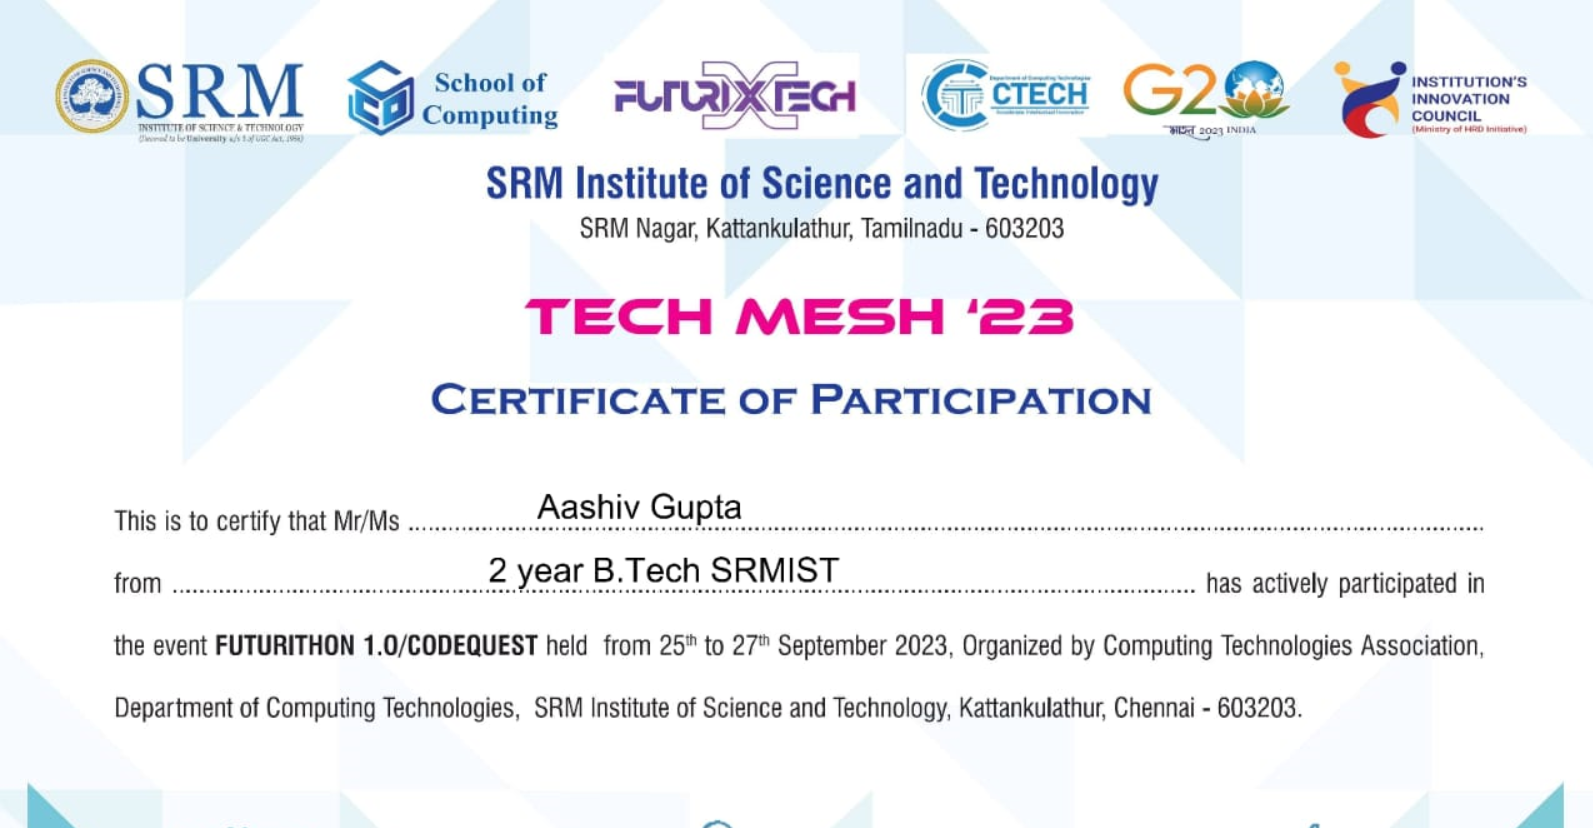 SRM
INSTITUTE OF SCIENCE & TECHNOLOGY
(Deemed to be University u/s 3 of UGC Act, 1956)
School of
Computing
FUTURIXTECH
Department of Computing Technologies
CTECH
G20
भारत 2023 INDIA
INSTITUTION'S
INNOVATION
COUNCIL
(Ministry of HRD Initiative)
SRM Institute of Science and Technology
SRM Nagar, Kattankulathur, Tamilnadu - 603203
TECH MESH ‘23
CERTIFICATE OF PARTICIPATION
This is to certify that Mr/Ms Aashiv Gupta
from 2 year B.Tech SRMIST has actively participated in
the event FUTURITHON 1.0/CODEQUEST held from 25th to 27th September 2023, Organized by Computing Technologies Association,
Department of Computing Technologies, SRM Institute of Science and Technology, Kattankulathur, Chennai - 603203.